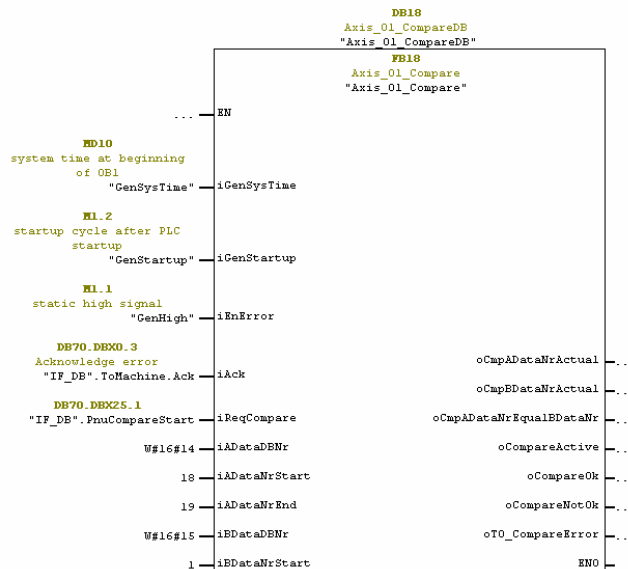 DB18
Axis_01_CompareDB
"Axis_01_CompareDB"
FB18
Axis_01_Compare
"Axis_01_Compare"
... EN
MD10
system time at beginning
of OB1
"GenSysTime" iGenSysTime
M1.2
startup cycle after PLC
startup
"GenStartup" iGenStartup
M1.1
static high signal
"GenHigh" iEnError
DB70.DBX0.3
Acknowledge error
oCmpADataNrActual ..
"IF_DB".ToMachine.Ack iAck
oCmpBDataNrActual ..
DB70.DBX25.1
"IF_DB".PnuCompareStart iReqCompare oCmpADataNrEqualBDataNr ..
W#16#14 iADataDBNr oCompareActive ..
18 iADataNrStart oCompareOk ..
19 iADataNrEnd oCompareNotOk ..
W#16#15 iBDataDBNr oTO_CompareError ..
1 iBDataNrStart ENO ..